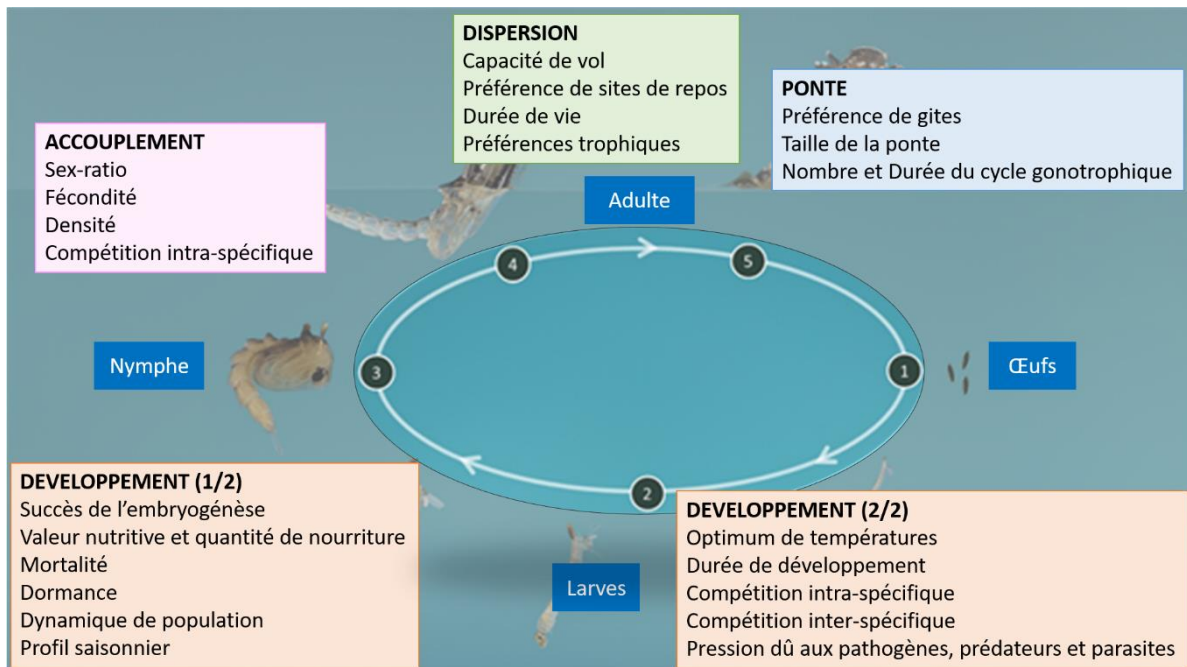 DISPERSION
Capacité de vol
Préférence de sites de repos
Durée de vie
Préférences trophiques
PONTE
Préférence de gites
Taille de la ponte
Nombre et Durée du cycle gonotrophique
ACCOUPLEMENT
Sex-ratio
Fécondité
Densité
Compétition intra-spécifique
Adulte
4
5
Nymphe
3
1
Œufs
2
Larves
DEVELOPPEMENT (1/2)
Succès de l’embryogénèse
Valeur nutritive et quantité de nourriture
Mortalité
Dormance
Dynamique de population
Profil saisonnier
DEVELOPPEMENT (2/2)
Optimum de températures
Durée de développement
Compétition intra-spécifique
Compétition inter-spécifique
Pression dû aux pathogènes, prédateurs et parasites